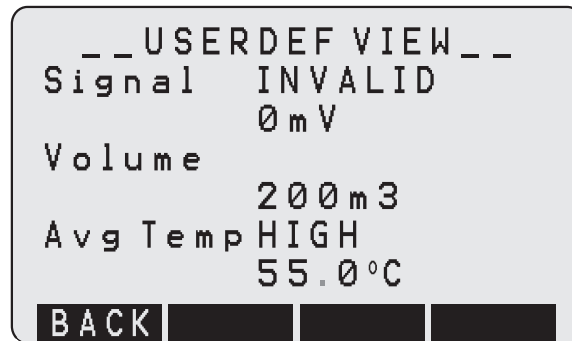 __USERDEF VIEW__
Signal INVALID
0mV
Volume
200m3
Avg Temp HIGH
55.0°C
BACK